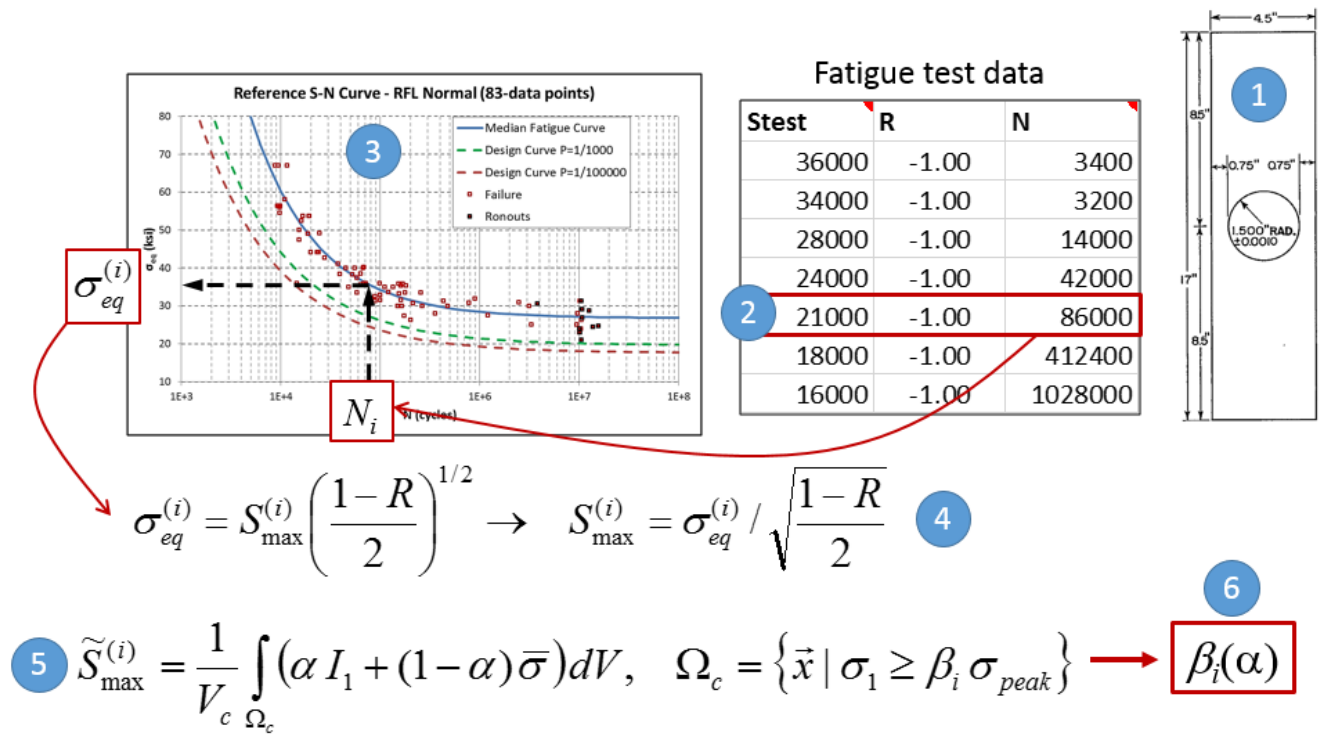 4.5"
1
8.5"
0.75" 0.75"
1.500"RAD.
±0.0010
17"
8.5"
Fatigue test data
Stest R N
36000 -1.00 3400
34000 -1.00 3200
28000 -1.00 14000
24000 -1.00 42000
2
21000 -1.00 86000
18000 -1.00 412400
16000 -1.00 1028000
Reference S-N Curve - RFL Normal (83-data points)
3
Median Fatigue Curve
Design Curve P=1/1000
Design Curve P=1/100000
Failure
Ronouts
80
70
60
50
40
30
20
10
σeq (ksi)
1E+3 1E+4 1E+6 1E+7 1E+8
N (cycles)
σ_eq^(i)
N_i
σ_eq^(i) = S_max^(i) ((1 − R)/2)^1/2 → S_max^(i) = σ_eq^(i) / √((1 − R)/2)
4
5
S̃_max^(i) = 1/V_c ∫_Ω_c (α I_1 + (1 − α) σ̄) dV, Ω_c = {x⃗ | σ_1 ≥ β_i σ_peak}
6
β_i(α)